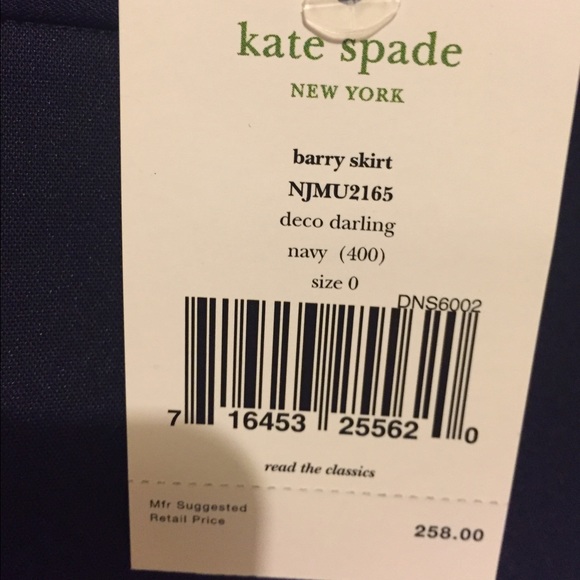 kate spade
NEW YORK
barry skirt
NJMU2165
deco darling
navy (400)
size 0
DNS6002
7 16453 25562 0
read the classics
Mfr Suggested
Retail Price
258.00